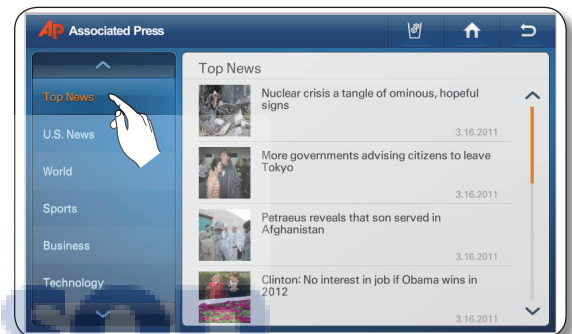 AP Associated Press
Top News
U.S. News
World
Sports
Business
Technology
Top News
Nuclear crisis a tangle of ominous, hopeful
signs
3.16.2011
More governments advising citizens to leave
Tokyo
3.16.2011
Petraeus reveals that son served in
Afghanistan
3.16.2011
Clinton: No interest in job if Obama wins in
2012
3.16.2011
com